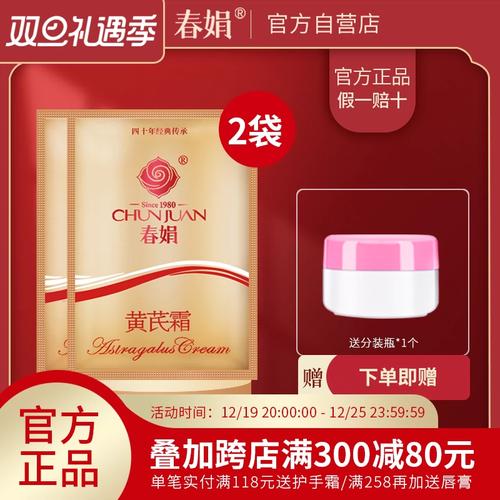 双旦礼遇季
春娟®
官方自营店
官方正品
假一赔十
2袋
四十年经典传承
®
Since 1980
CHUNJUAN
春娟
黄芪霜
Astragalus Cream
送分装瓶*1个
赠
下单即赠
官方
正品
活动时间：12/19 20:00:00 - 12/25 23:59:59
叠加跨店满300减80元
单笔实付满118元送护手霜/满258再加送唇膏